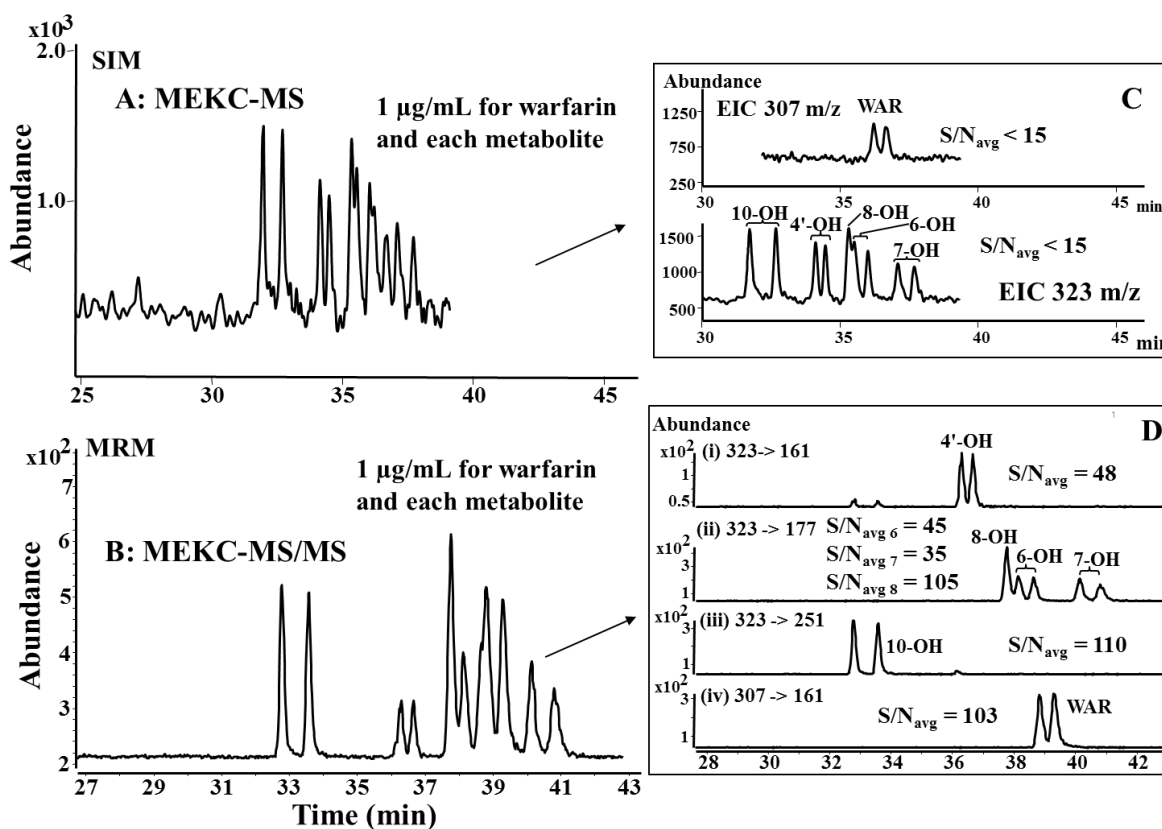 x10³
2.0
SIM
A: MEKC-MS
1 µg/mL for warfarin
and each metabolite
1.0
Abundance
25 30 35 40 45
Abundance
C
EIC 307 m/z
WAR
S/Navg < 15
1250
750
250
30 35 40 45 min
10-OH
4'-OH
8-OH
6-OH
7-OH
S/Navg < 15
EIC 323 m/z
1500
1000
500
30 35 40 45 min
x10²
MRM
1 µg/mL for warfarin
and each metabolite
B: MEKC-MS/MS
7
6
5
4
3
2
Abundance
27 29 31 33 35 37 39 41 43
Time (min)
Abundance
D
x10²
(i) 323-> 161
4'-OH
S/Navg = 48
1
0.5
(ii) 323-> 177
S/Navg 6 = 45
S/Navg 7 = 35
S/Navg 8 = 105
8-OH
6-OH
7-OH
x10²
3
1
(iii) 323 -> 251
10-OH
S/Navg = 110
x10²
3
1
(iv) 307 -> 161
S/Navg = 103
WAR
x10²
3
1
28 30 32 34 36 38 40 42